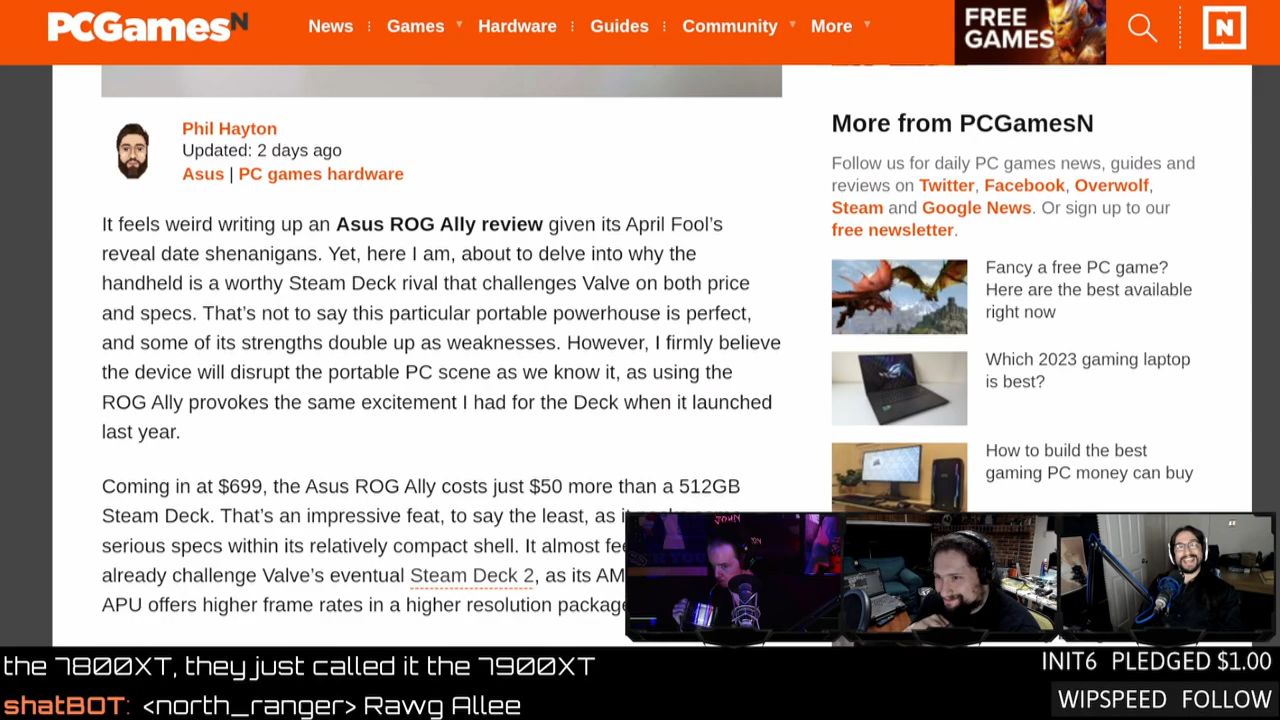 PCGamesN
News
Games
Hardware
Guides
Community
More
FREE
GAMES
N
Phil Hayton
Updated: 2 days ago
Asus | PC games hardware
It feels weird writing up an Asus ROG Ally review given its April Fool's
reveal date shenanigans. Yet, here I am, about to delve into why the
handheld is a worthy Steam Deck rival that challenges Valve on both price
and specs. That's not to say this particular portable powerhouse is perfect,
and some of its strengths double up as weaknesses. However, I firmly believe
the device will disrupt the portable PC scene as we know it, as using the
ROG Ally provokes the same excitement I had for the Deck when it launched
last year.
Coming in at $699, the Asus ROG Ally costs just $50 more than a 512GB
Steam Deck. That's an impressive feat, to say the least, as
serious specs within its relatively compact shell. It almost
already challenge Valve's eventual Steam Deck 2, as its
APU offers higher frame rates in a higher resolution package
More from PCGamesN
Follow us for daily PC games news, guides and
reviews on Twitter, Facebook, Overwolf,
Steam and Google News. Or sign up to our
free newsletter.
Fancy a free PC game?
Here are the best available
right now
Which 2023 gaming laptop
is best?
How to build the best
gaming PC money can buy
JOHN
the 7800XT, they just called it the 7900XT
shatBOT: <north_ranger> Rawg Allee
INIT6 PLEDGED $1.00
WIPSPEED FOLLOW